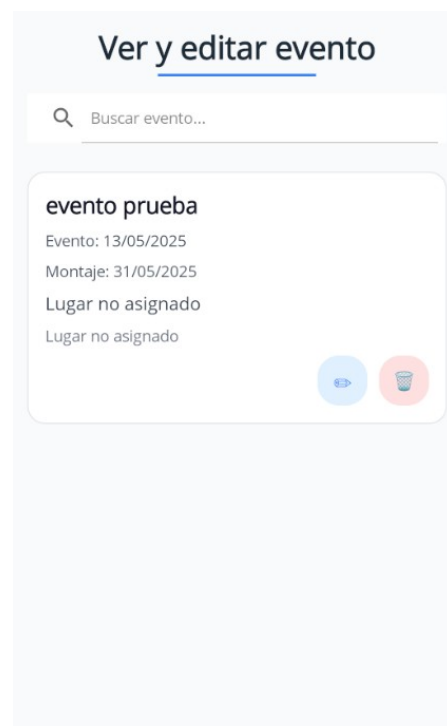 Ver y editar evento
Buscar evento...
evento prueba
Evento: 13/05/2025
Montaje: 31/05/2025
Lugar no asignado
Lugar no asignado